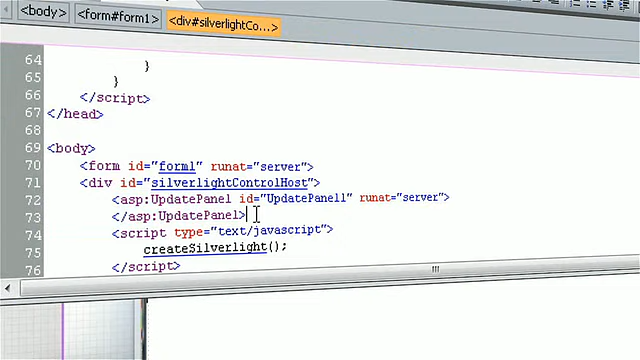 <body> <form#form1> <div#silverlightCo...>
64 }
65 }
66 </script>
67 </head>
68
69 <body>
70 <form id="form1" runat="server">
71 <div id="silverlightControlHost">
72 <asp:UpdatePanel id="UpdatePanel1" runat="server">
73 </asp:UpdatePanel>
74 <script type="text/javascript">
75 createSilverlight();
76 </script>